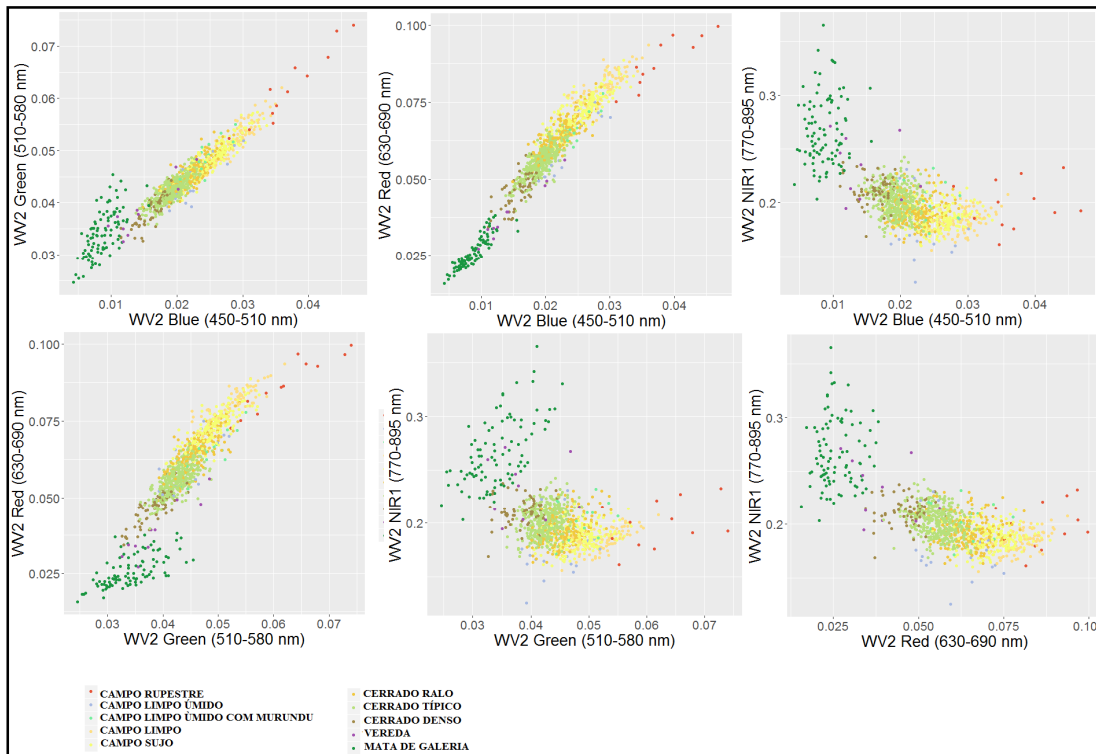 0.07
0.06
0.05
0.04
0.03
WV2 Green (510-580 nm)
0.01 0.02 0.03 0.04
WV2 Blue (450-510 nm)
0.100
0.075
0.050
0.025
WV2 Red (630-690 nm)
0.01 0.02 0.03 0.04
WV2 Blue (450-510 nm)
0.3
0.2
WV2 NIR1 (770-895 nm)
0.01 0.02 0.03 0.04
WV2 Blue (450-510 nm)
0.100
0.075
0.050
0.025
WV2 Red (630-690 nm)
0.03 0.04 0.05 0.06 0.07
WV2 Green (510-580 nm)
0.3
0.2
WV2 NIR1 (770-895 nm)
0.03 0.04 0.05 0.06 0.07
WV2 Green (510-580 nm)
0.3
0.2
WV2 NIR1 (770-895 nm)
0.025 0.050 0.075 0.100
WV2 Red (630-690 nm)
CAMPO RUPESTRE
CAMPO LIMPO ÙMIDO
CAMPO LIMPO ÙMIDO COM MURUNDU
CAMPO LIMPO
CAMPO SUJO
CERRADO RALO
CERRADO TÍPICO
CERRADO DENSO
VEREDA
MATA DE GALERIA